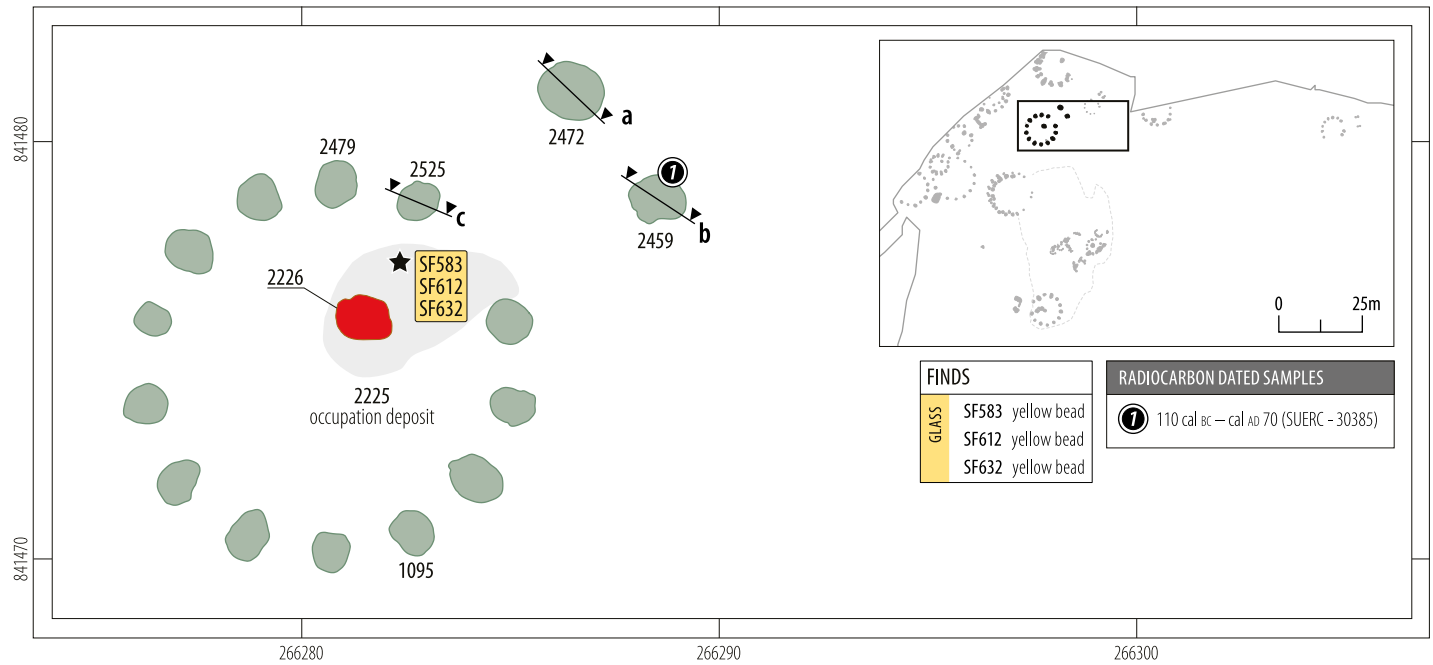 a
2472
841480
2479
2525
c
1
2459
b
2226
SF583
SF612
SF632
2225
occupation deposit
1095
841470
266280
266290
266300
0 25m
FINDS
GLASS
SF583 yellow bead
SF612 yellow bead
SF632 yellow bead
RADIOCARBON DATED SAMPLES
1 110 cal BC – cal AD 70 (SUERC - 30385)